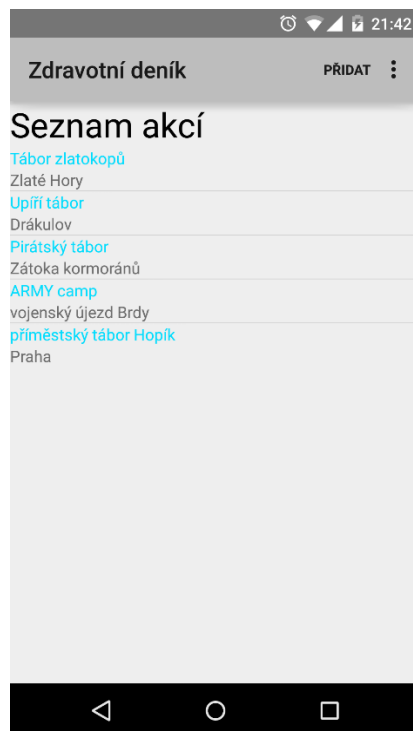 21:42
Zdravotní deník PŘIDAT
Seznam akcí
Tábor zlatokopů
Zlaté Hory
Upíří tábor
Drákulov
Pirátský tábor
Zátoka kormoránů
ARMY camp
vojenský újezd Brdy
příměstský tábor Hopík
Praha